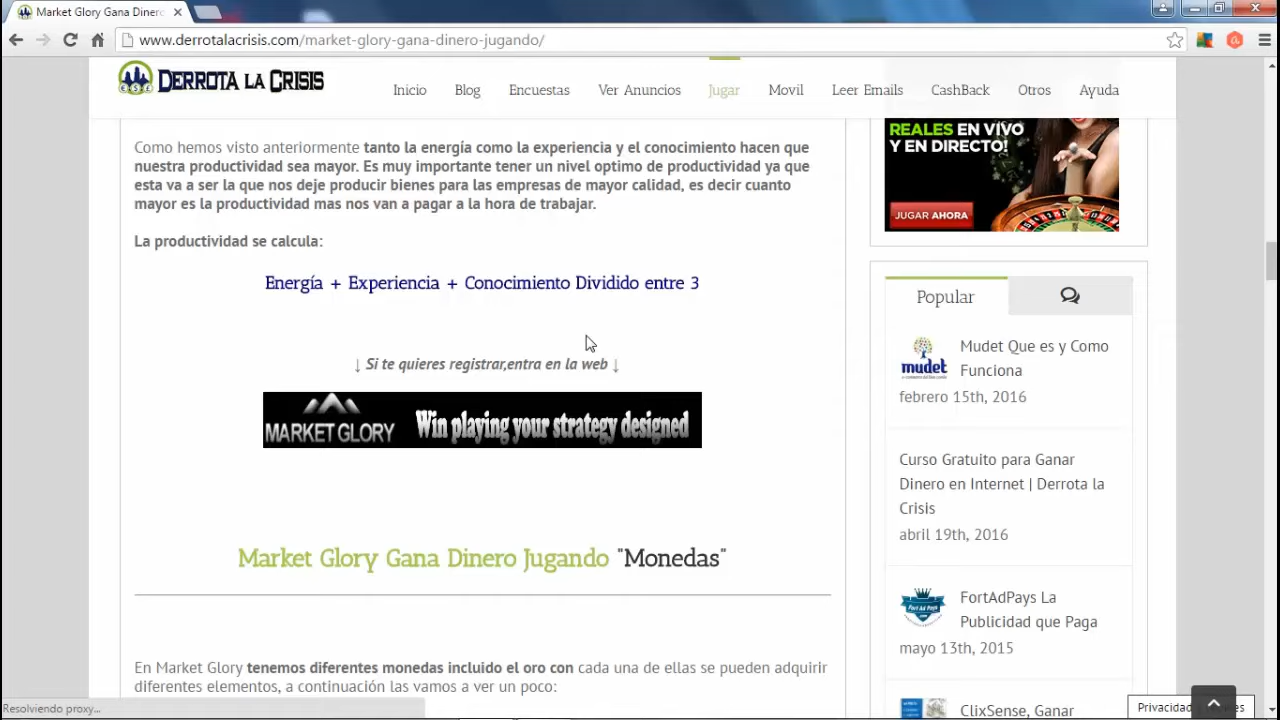 Market Glory Gana Dinero
www.derrotalacrisis.com/market-glory-gana-dinero-jugando/
DERROTA LA CRISIS
Inicio Blog Encuestas Ver Anuncios Jugar Movil Leer Emails CashBack Otros Ayuda
Como hemos visto anteriormente tanto la energía como la experiencia y el conocimiento hacen que
nuestra productividad sea mayor. Es muy importante tener un nivel optimo de productividad ya que
esta va a ser la que nos deje producir bienes para las empresas de mayor calidad, es decir cuanto
mayor es la productividad mas nos van a pagar a la hora de trabajar.
La productividad se calcula:
Energía + Experiencia + Conocimiento Dividido entre 3
↓ Si te quieres registrar,entra en la web ↓
MARKET GLORY Win playing your strategy designed
Market Glory Gana Dinero Jugando "Monedas"
En Market Glory tenemos diferentes monedas incluido el oro con cada una de ellas se pueden adquirir
diferentes elementos, a continuación las vamos a ver un poco:
REALES EN VIVO
Y EN DIRECTO!
JUGAR AHORA
Popular
mudet
Mudet Que es y Como
Funciona
febrero 15th, 2016
Curso Gratuito para Ganar
Dinero en Internet | Derrota la
Crisis
abril 19th, 2016
Fort Ad Pays
FortAdPays La
Publicidad que Paga
mayo 13th, 2015
ClixSense, Ganar
Resolviendo proxy...
Privacidad